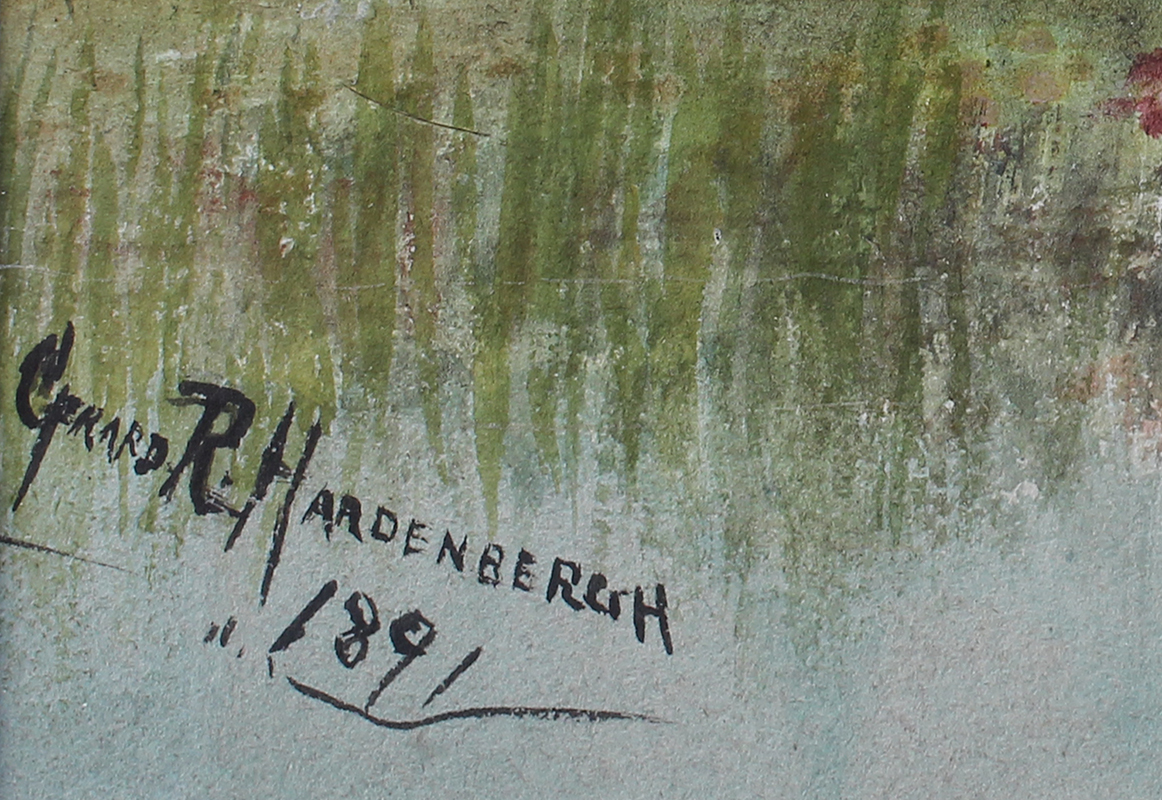 GERARD R. HARDENBERGH
" 1891